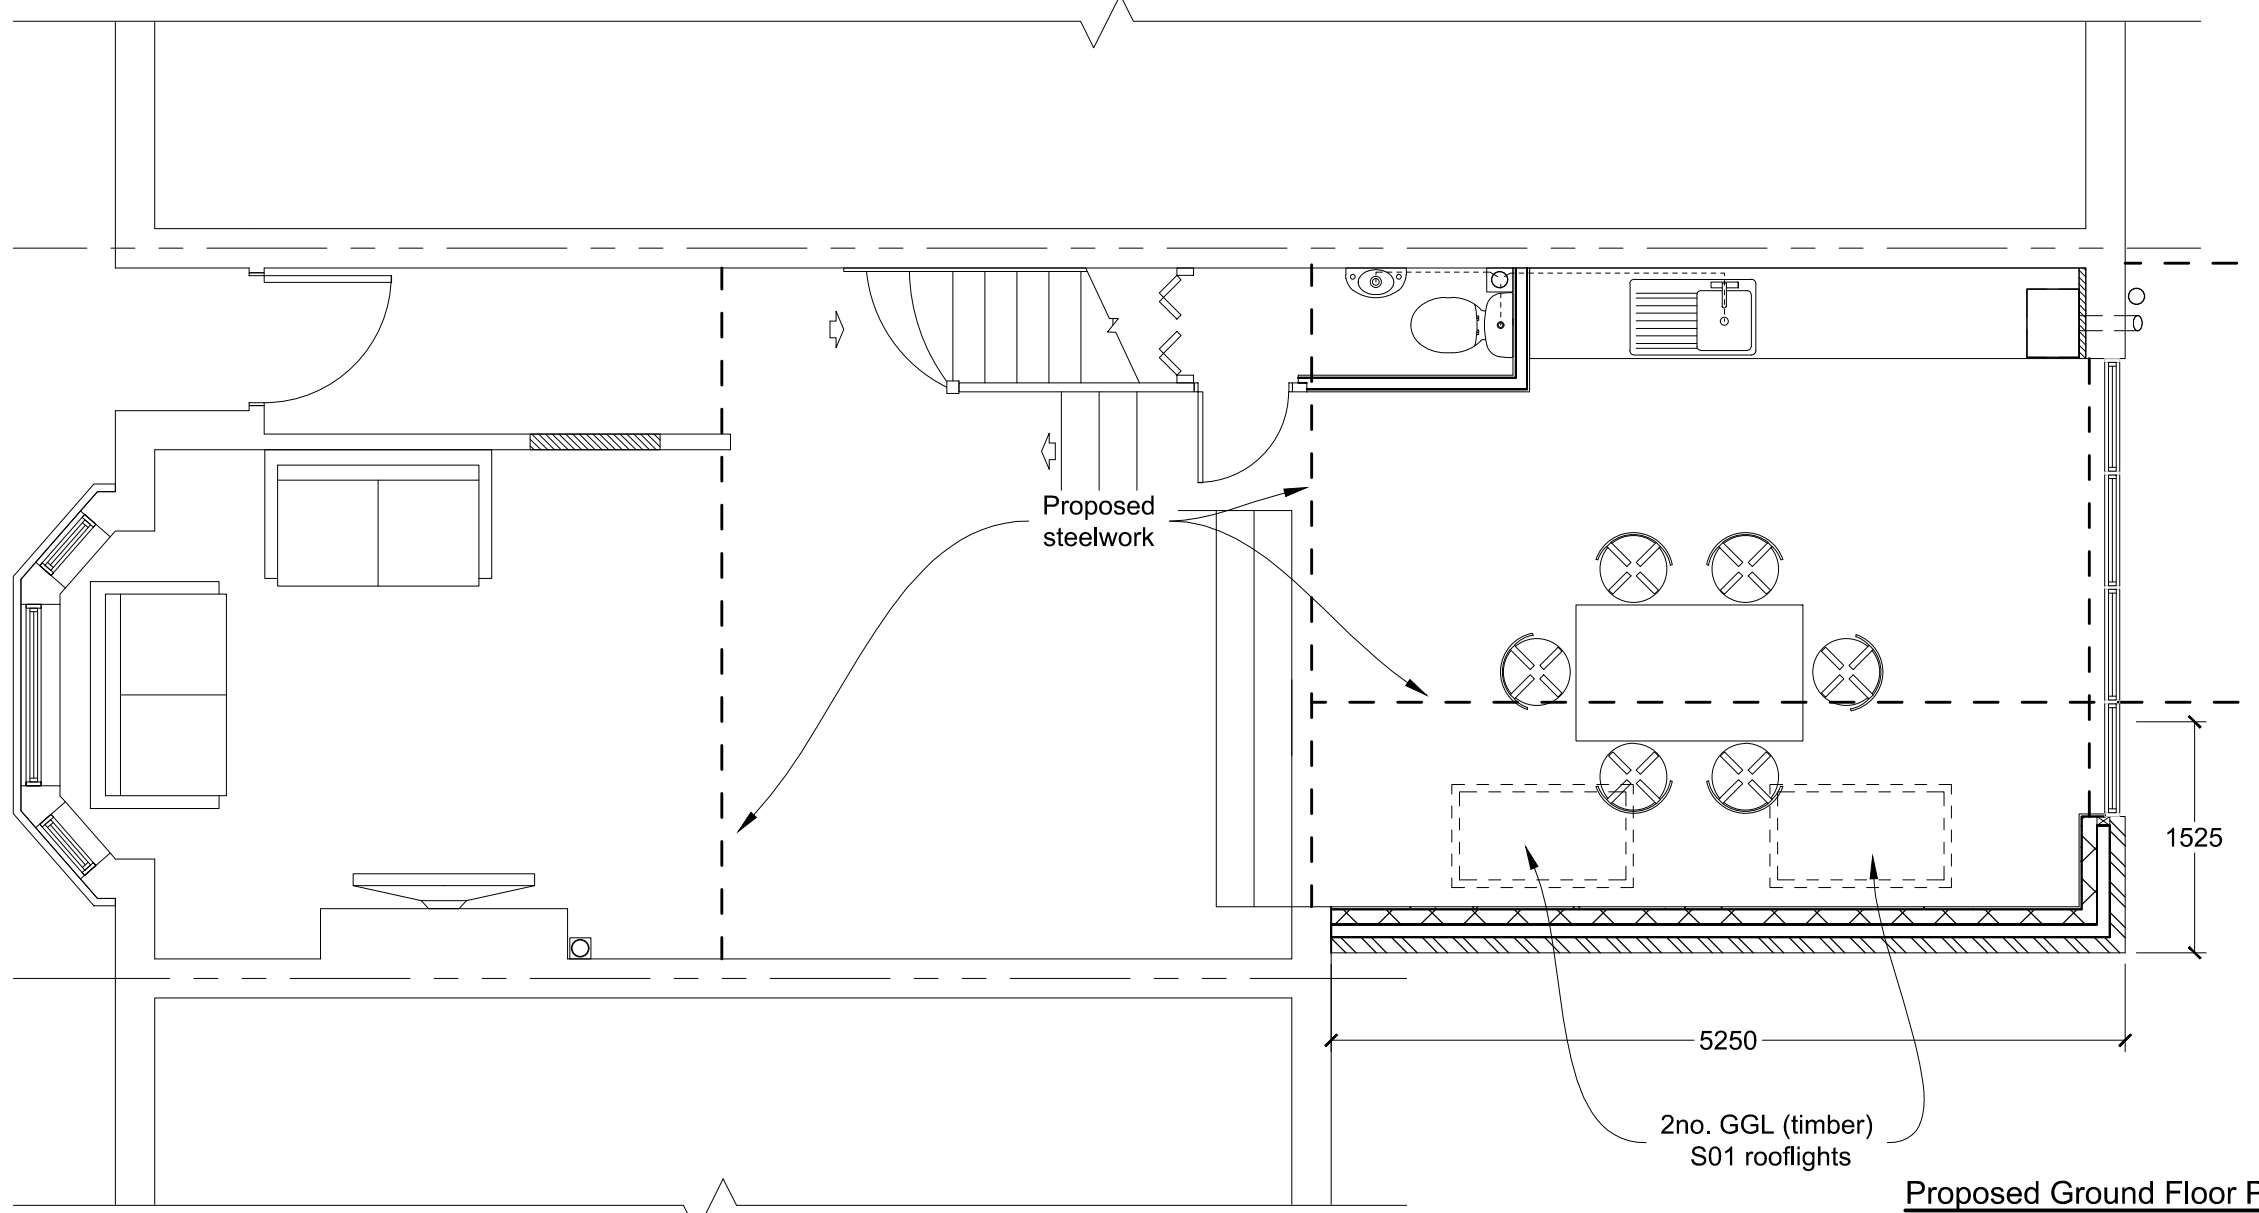 Proposed
steelwork
1525
5250
2no. GGL (timber)
S01 rooflights
Proposed Ground Floor